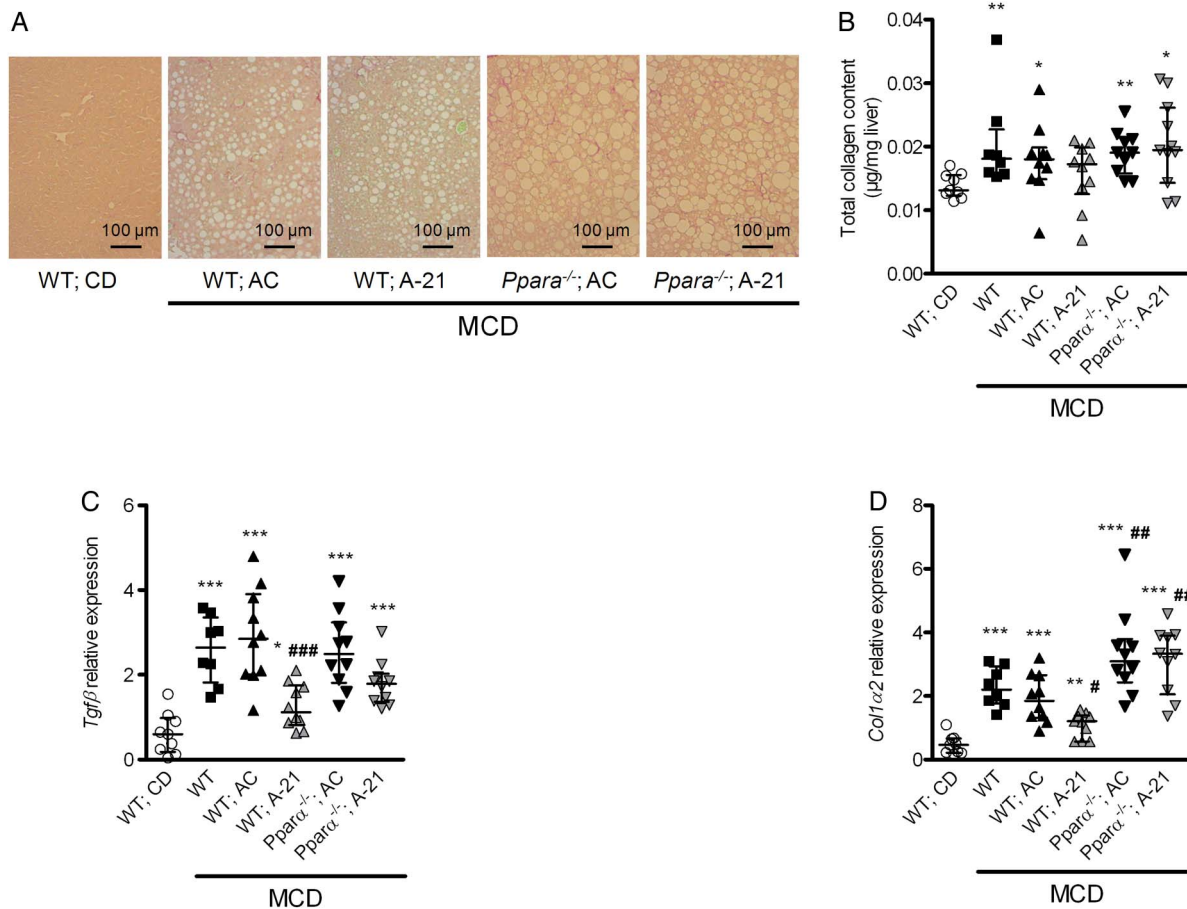 A
100 μm
100 μm
100 μm
100 μm
100 μm
WT; CD
WT; AC
WT; A-21
Ppara-/-; AC
Ppara-/-; A-21
MCD
B
Total collagen content
(μg/mg liver)
0.04
0.03
0.02
0.01
0.00
**
*
**
*
WT; CD
WT
WT; AC
WT; A-21
Pparα-/-; AC
Pparα-/-; A-21
MCD
C
Tgfβ relative expression
6
4
2
0
***
***
* ###
***
***
WT; CD
WT
WT; AC
WT; A-21
Pparα-/-; AC
Pparα-/-; A-21
MCD
D
Col1α2 relative expression
8
6
4
2
0
***
***
** #
*** ##
*** ##
WT; CD
WT
WT; AC
WT; A-21
Pparα-/-; AC
Pparα-/-; A-21
MCD